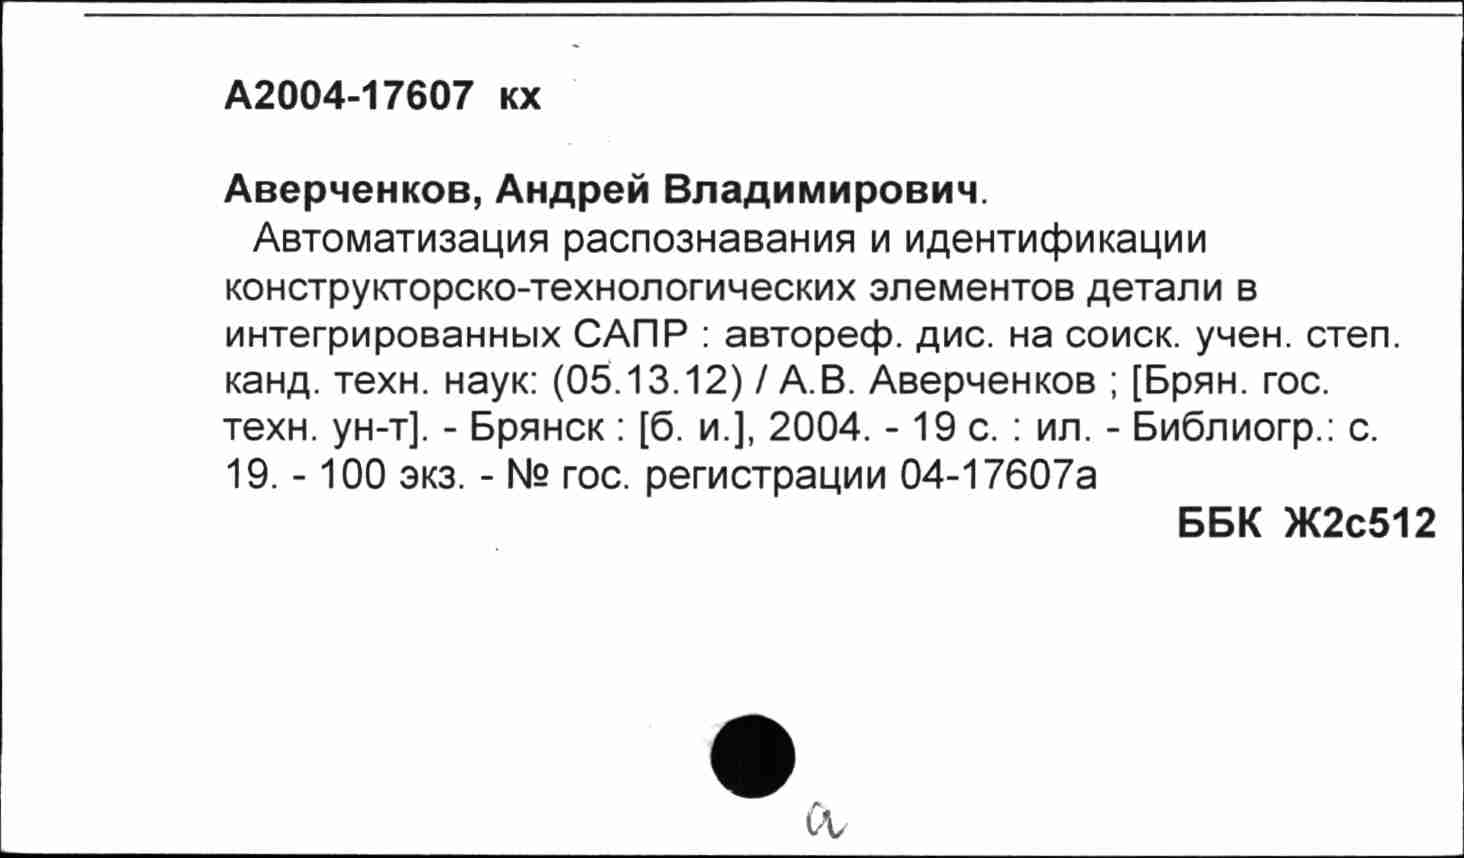 А2004-17607 кх
Аверченков, Андрей Владимирович.
Автоматизация распознавания и идентификации
конструкторско-технологических элементов детали в
интегрированных САПР : автореф. дис. на соиск. учен. степ.
канд. техн. наук: (05.13.12) / А.В. Аверченков ; [Брян. гос.
техн. ун-т]. - Брянск : [б. и.], 2004. - 19 с. : ил. - Библиогр.: с.
19. - 100 экз. - № гос. регистрации 04-17607а
ББК Ж2с512
а